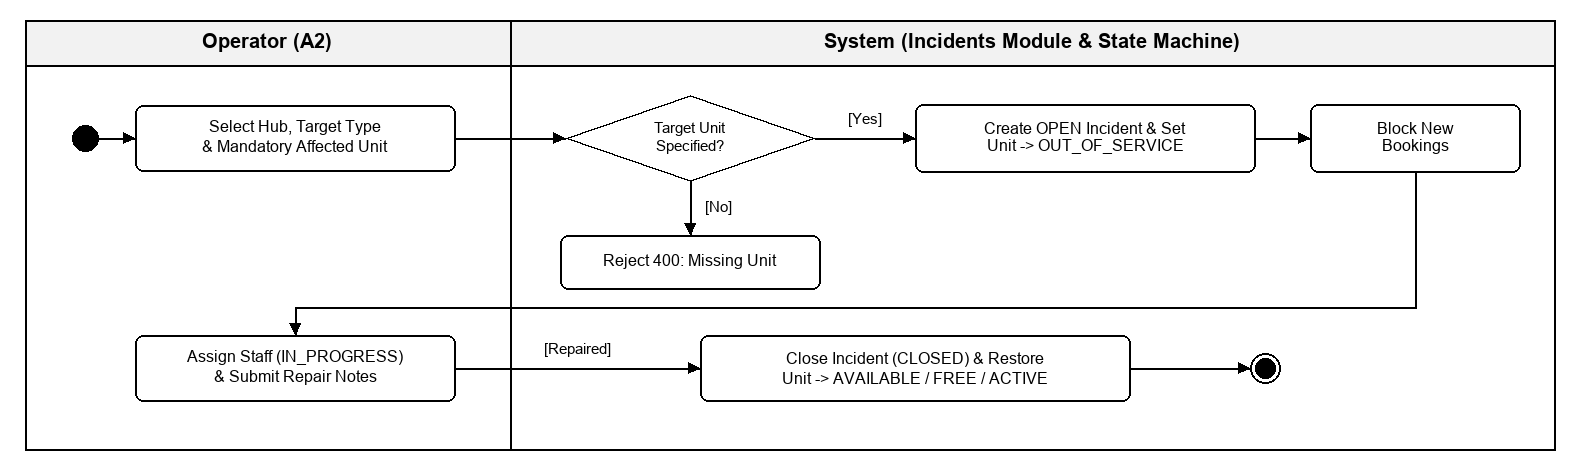 Operator (A2)
System (Incidents Module & State Machine)
Select Hub, Target Type
& Mandatory Affected Unit
Target Unit
Specified?
[Yes]
Create OPEN Incident & Set
Unit -> OUT_OF_SERVICE
Block New
Bookings
[No]
Reject 400: Missing Unit
Assign Staff (IN_PROGRESS)
& Submit Repair Notes
[Repaired]
Close Incident (CLOSED) & Restore
Unit -> AVAILABLE / FREE / ACTIVE